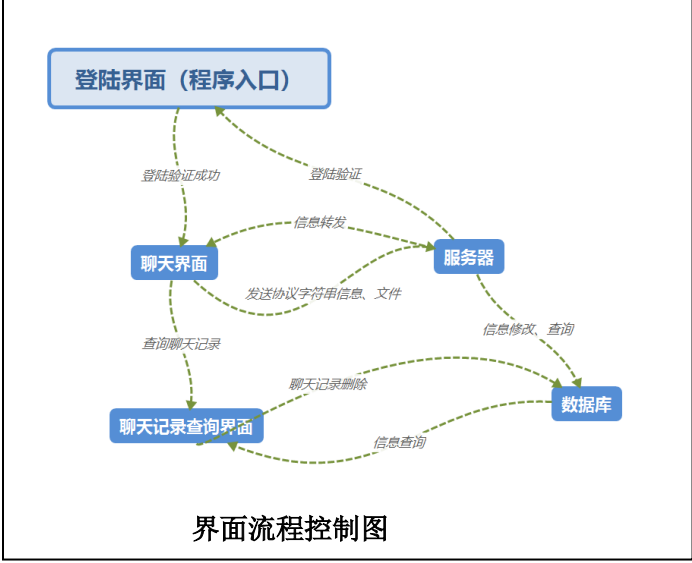 登陆界面（程序入口）
登陆验证成功
登陆验证
信息转发
聊天界面
服务器
发送协议字符串信息、文件
信息修改、查询
查询聊天记录
聊天记录删除
数据库
聊天记录查询界面
信息查询
界面流程控制图